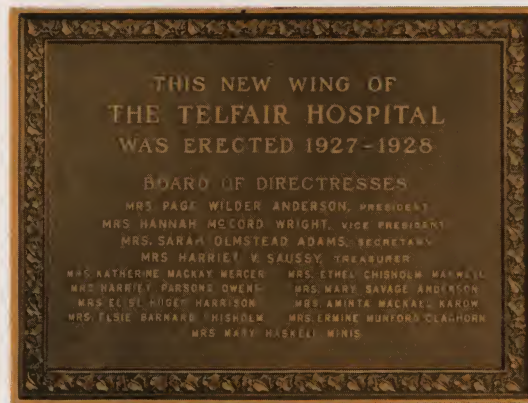 THIS NEW WING OF
THE TELFAIR HOSPITAL
WAS ERECTED 1927-1928
BOARD OF DIRECTRESSES
MRS PAGE WILDER ANDERSON, PRESIDENT
MRS HANNAH McCORD WRIGHT, VICE PRESIDENT
MRS. SARAH OLMSTEAD ADAMS, SECRETARY
MRS HARRIET V. SAUSSY, TREASURER
MRS KATHERINE MACKAY MERCER MRS. ETHEL CHISHOLM MAXWELL
MRS HARRIET PARSONS OWENS MRS. MARY SAVAGE ANDERSON
MRS ELISE HUGER HARRISON MRS. AMINTA MACKALL KAROW
MRS. ELSIE BARNARD CHISHOLM MRS. ERMINE MUNFORD CLAGHORN
MRS MARY HASKELL MINIS